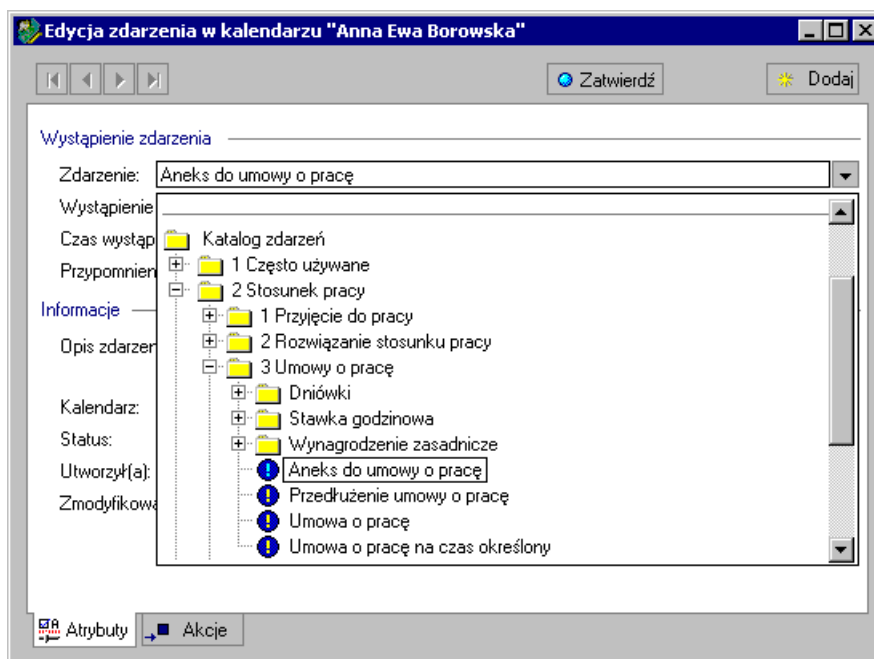 Edycja zdarzenia w kalendarzu "Anna Ewa Borowska"
Zatwierdź Dodaj
Wystąpienie zdarzenia
Zdarzenie: Aneks do umowy o pracę
Wystąpienie
Czas wystąp
Katalog zdarzeń
Przypomnien
1 Często używane
2 Stosunek pracy
Informacje
1 Przyjęcie do pracy
Opis zdarzer
2 Rozwiązanie stosunku pracy
3 Umowy o pracę
Dniówki
Kalendarz:
Stawka godzinowa
Status:
Wynagrodzenie zasadnicze
Utworzył(a):
Aneks do umowy o pracę
Zmodyfikowa
Przedłużenie umowy o pracę
Umowa o pracę
Umowa o pracę na czas określony
Atrybuty Akcje